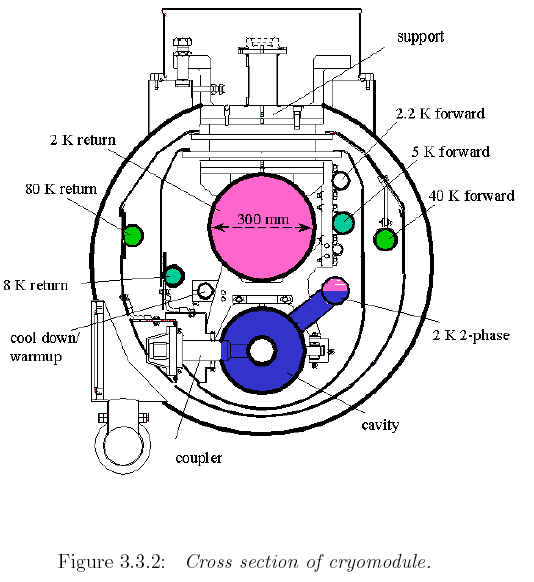 support
2.2 K forward
2 K return
5 K forward
80 K return
40 K forward
300 mm
8 K return
2 K 2-phase
cool down/
warmup
cavity
coupler
Figure 3.3.2: Cross section of cryomodule.